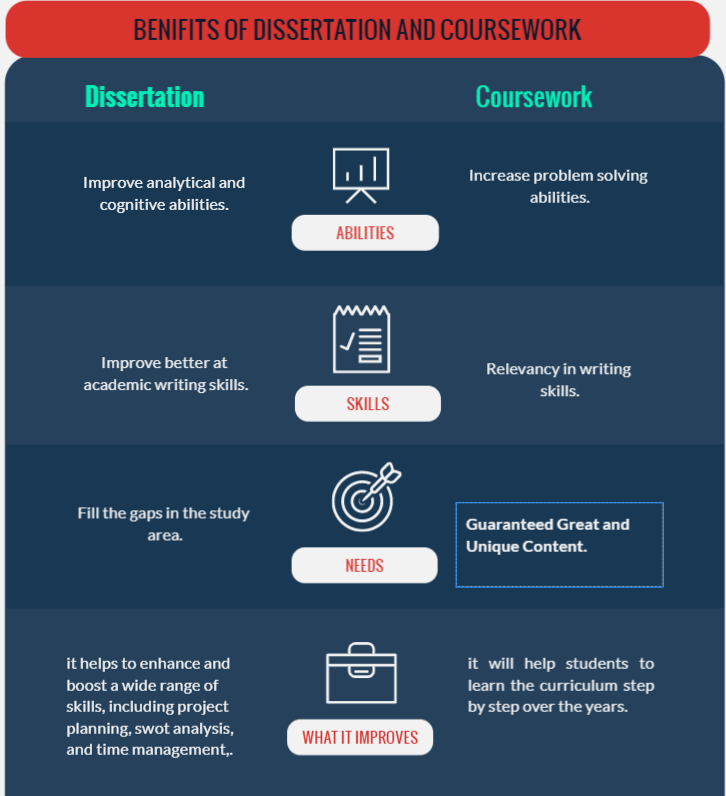 BENIFITS OF DISSERTATION AND COURSEWORK
Dissertation
Coursework
Improve analytical and
cognitive abilities.
ABILITIES
Increase problem solving
abilities.
Improve better at
academic writing skills.
SKILLS
Relevancy in writing
skills.
Fill the gaps in the study
area.
NEEDS
Guaranteed Great and
Unique Content.
it helps to enhance and
boost a wide range of
skills, including project
planning, swot analysis,
and time management,.
WHAT IT IMPROVES
it will help students to
learn the curriculum step
by step over the years.